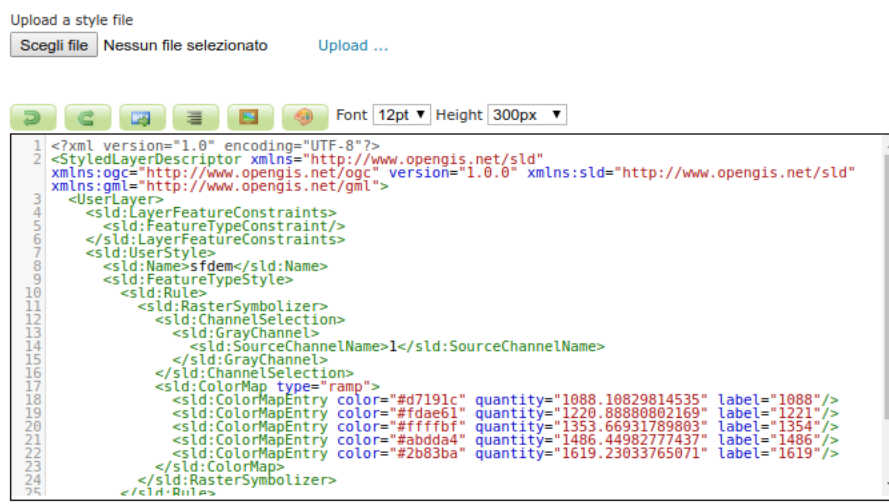 Upload a style file
Scegli file Nessun file selezionato Upload ...
Font 12pt ▼ Height 300px ▼
1 <?xml version="1.0" encoding="UTF-8"?>
2 <StyledLayerDescriptor xmlns="http://www.opengis.net/sld"
xmlns:ogc="http://www.opengis.net/ogc" version="1.0.0" xmlns:sld="http://www.opengis.net/sld"
xmlns:gml="http://www.opengis.net/gml">
3 <UserLayer>
4 <sld:LayerFeatureConstraints>
5 <sld:FeatureTypeConstraint/>
6 </sld:LayerFeatureConstraints>
7 <sld:UserStyle>
8 <sld:Name>sfdem</sld:Name>
9 <sld:FeatureTypeStyle>
10 <sld:Rule>
11 <sld:RasterSymbolizer>
12 <sld:ChannelSelection>
13 <sld:GrayChannel>
14 <sld:SourceChannelName>1</sld:SourceChannelName>
15 </sld:GrayChannel>
16 </sld:ChannelSelection>
17 <sld:ColorMap type="ramp">
18 <sld:ColorMapEntry color="#d7191c" quantity="1088.10829814535" label="1088"/>
19 <sld:ColorMapEntry color="#fdae61" quantity="1220.88880802169" label="1221"/>
20 <sld:ColorMapEntry color="#ffffbf" quantity="1353.66931789803" label="1354"/>
21 <sld:ColorMapEntry color="#abdda4" quantity="1486.44982777437" label="1486"/>
22 <sld:ColorMapEntry color="#2b83ba" quantity="1619.23033765071" label="1619"/>
23 </sld:ColorMap>
24 </sld:RasterSymbolizer>
25 </sld:Rule>